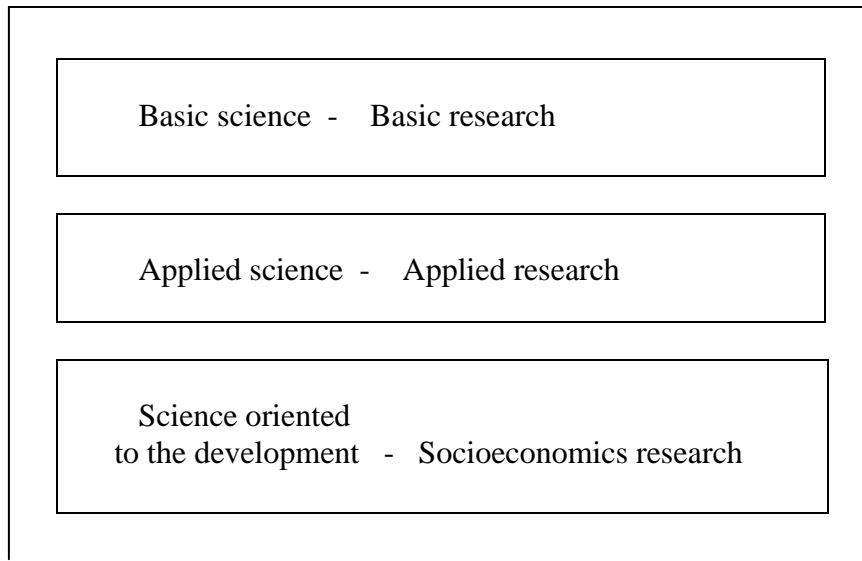 Basic science - Basic research
Applied science - Applied research
Science oriented
to the development - Socioeconomics research